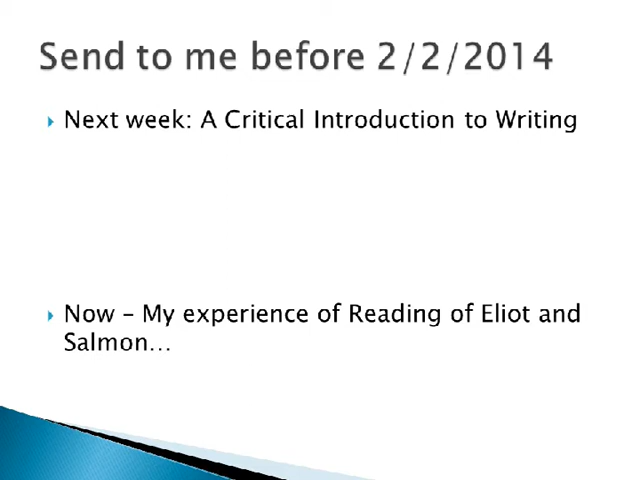 Send to me before 2/2/2014
Next week: A Critical Introduction to Writing
Now – My experience of Reading of Eliot and
Salmon…